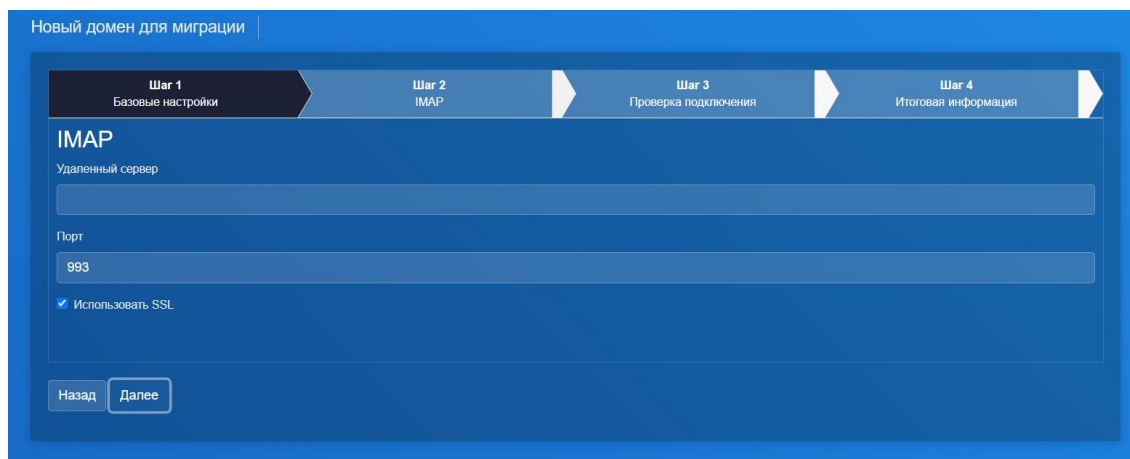 Новый домен для миграции
Шаг 1
Базовые настройки
Шаг 2
IMAP
Шаг 3
Проверка подключения
Шаг 4
Итоговая информация
IMAP
Удаленный сервер
Порт
993
Использовать SSL
Назад Далее